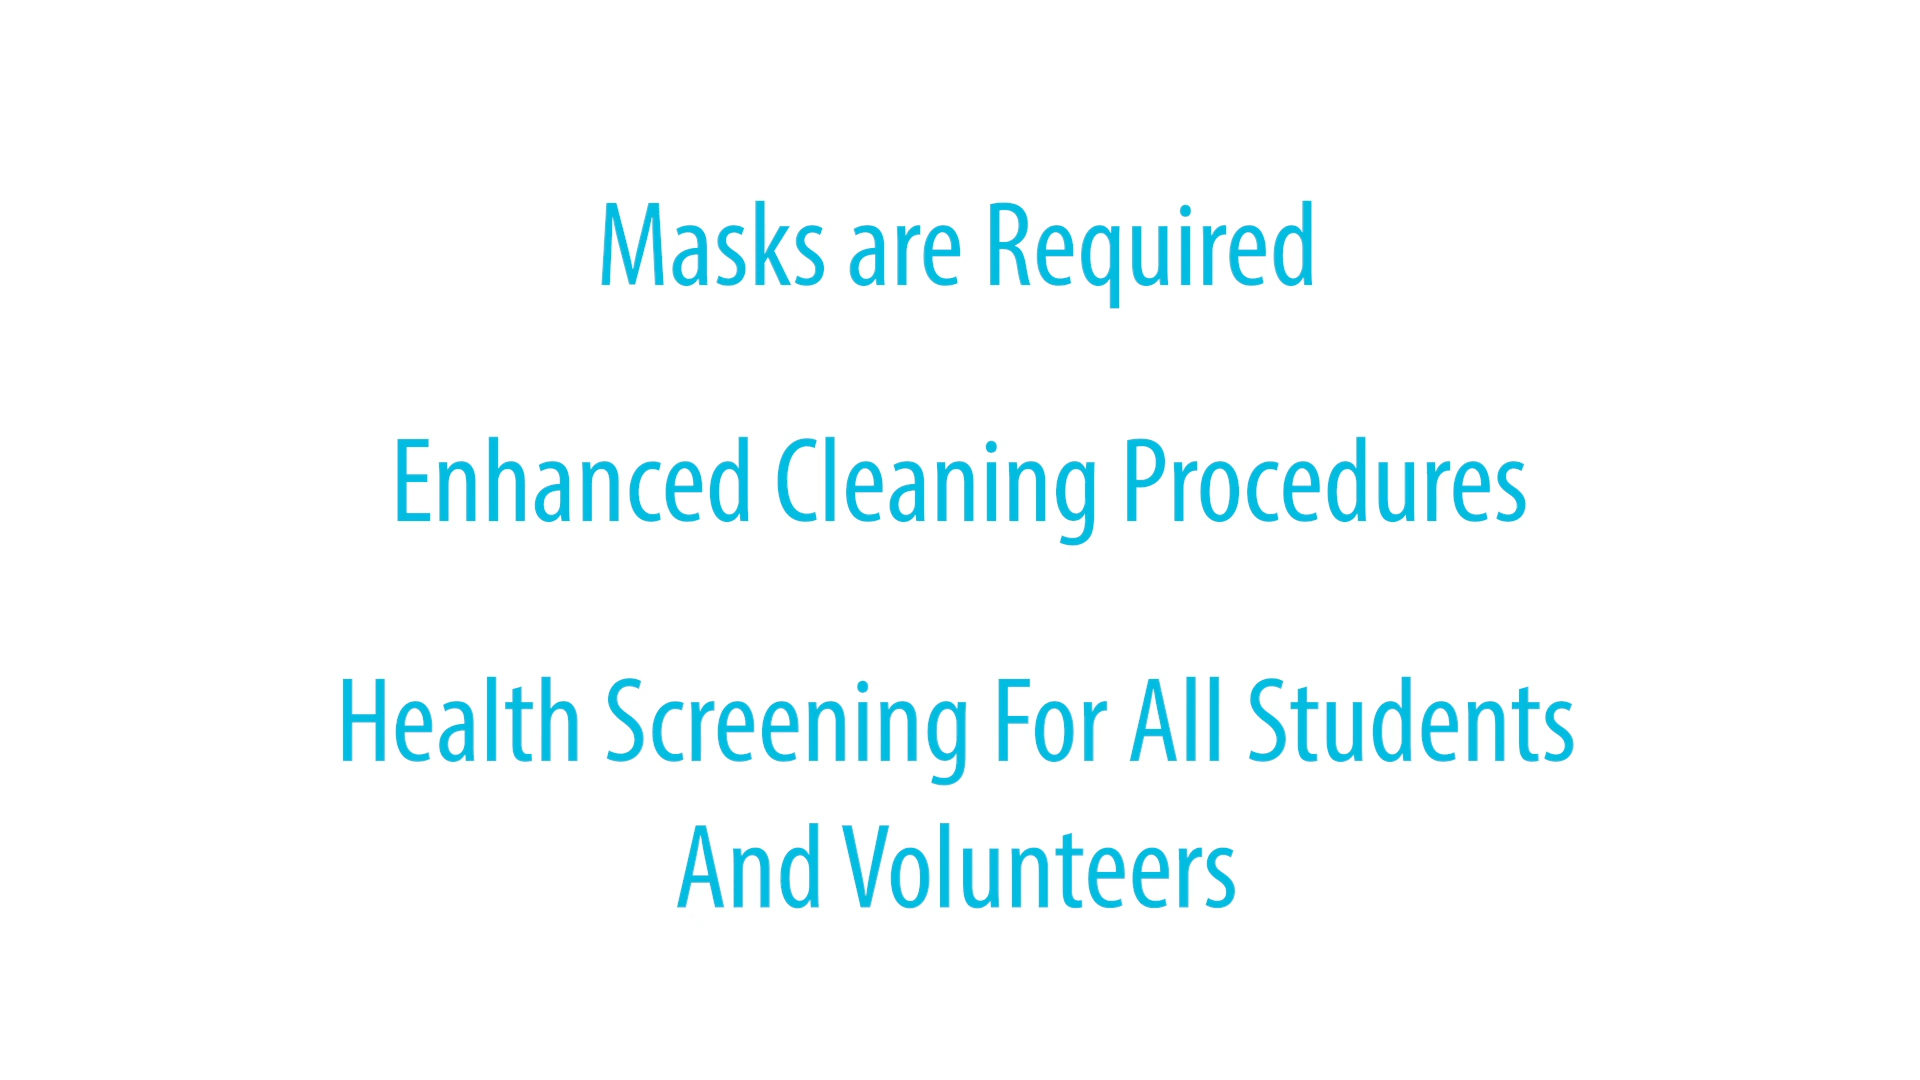 Masks are Required
Enhanced Cleaning Procedures
Health Screening For All Students
And Volunteers